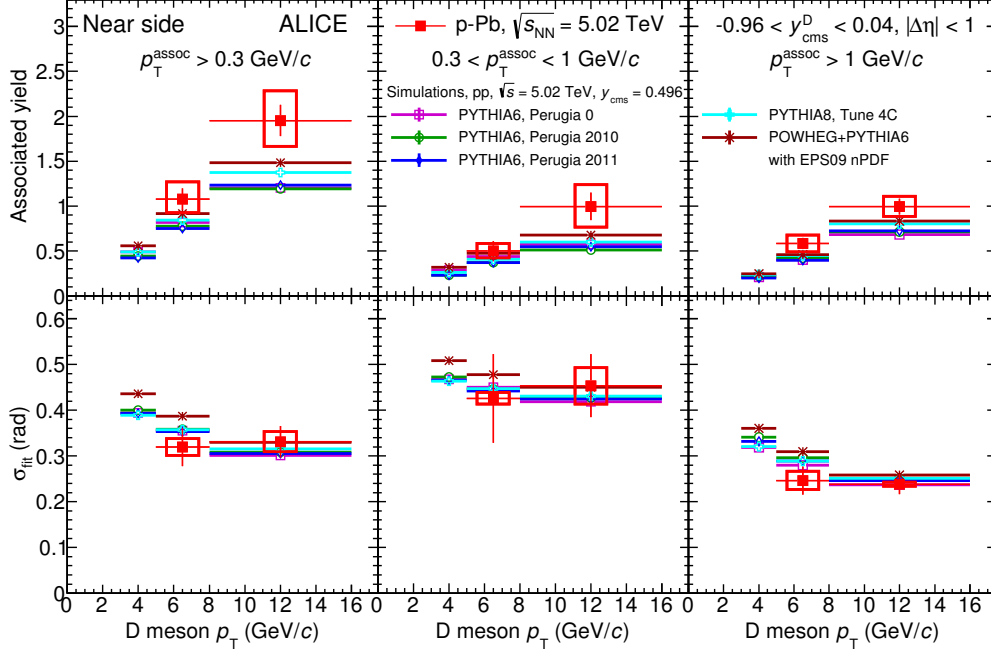 Near side ALICE
p_T^assoc > 0.3 GeV/c
p-Pb, √s_NN = 5.02 TeV
0.3 < p_T^assoc < 1 GeV/c
Simulations, pp, √s = 5.02 TeV, y_cms = 0.496
PYTHIA6, Perugia 0
PYTHIA6, Perugia 2010
PYTHIA6, Perugia 2011
-0.96 < y_cms^D < 0.04, |Δη| < 1
p_T^assoc > 1 GeV/c
PYTHIA8, Tune 4C
POWHEG+PYTHIA6
with EPS09 nPDF
Associated yield
3
2.5
2
1.5
1
0.5
0
σ_fit (rad)
0.6
0.5
0.4
0.3
0.2
0.1
0
0 2 4 6 8 10 12 14 16
0 2 4 6 8 10 12 14 16
0 2 4 6 8 10 12 14 16
D meson p_T (GeV/c)
D meson p_T (GeV/c)
D meson p_T (GeV/c)